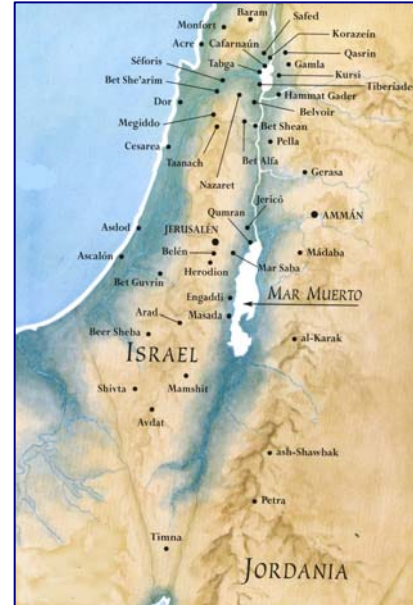 Baram
Safed
Monfort
Cafarnaún
Korazeín
Acre
Tabga
Qasrin
Séforis
Gamla
Bet She'arim
Kursi
Tiberíade
Dor
Hammat Gader
Belvoir
Megiddo
Bet Shean
Cesarea
Pella
Taanach
Bet Alfa
Gerasa
Nazaret
Qumran
Jericó
AMMÁN
Asdod
JERUSALÉN
Ascalón
Belén
Mádaba
Herodion
Mar Saba
Bet Guvrin
Engaddi
MAR MUERTO
Arad
Masada
Beer Sheba
ISRAEL
al-Karak
Shivta
Mamshit
Avdat
ash-Shawbak
Petra
Timna
JORDANIA